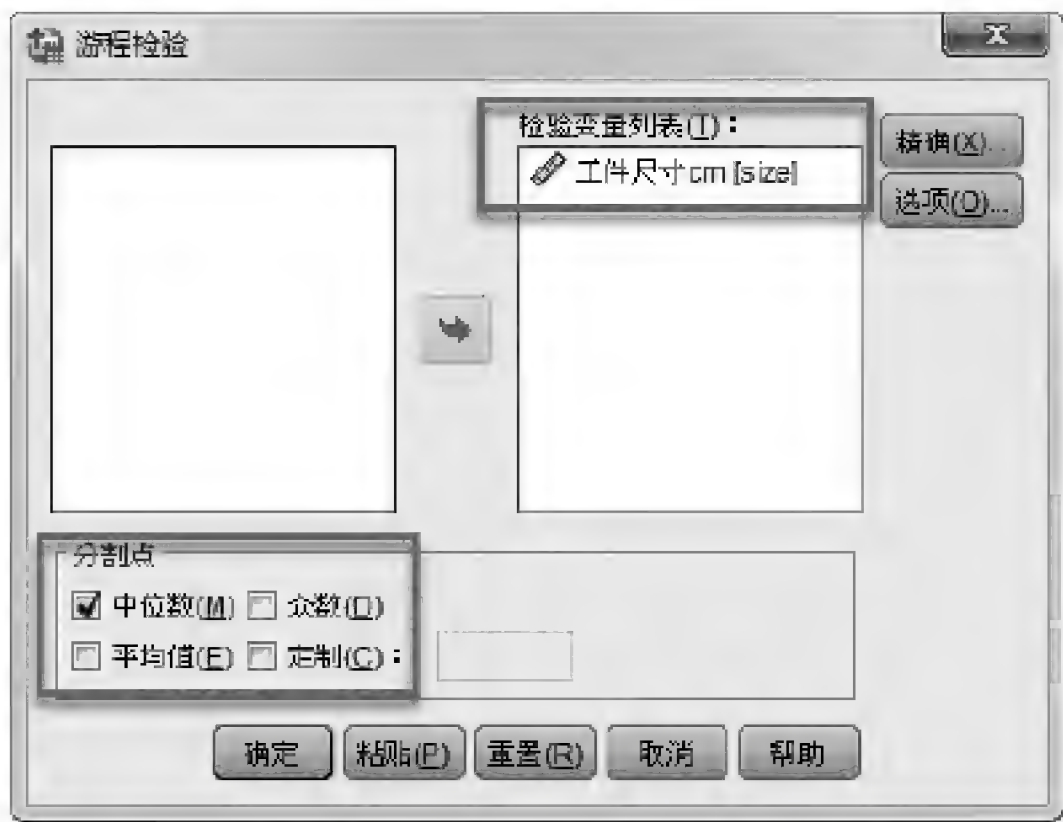 游程检验
检验变量列表(T)：
工件尺寸cm [size]
精确(X)...
选项(O)...
分割点
中位数(M) 众数(D)
平均值(E) 定制(C)：
确定 粘贴(P) 重置(R) 取消 帮助